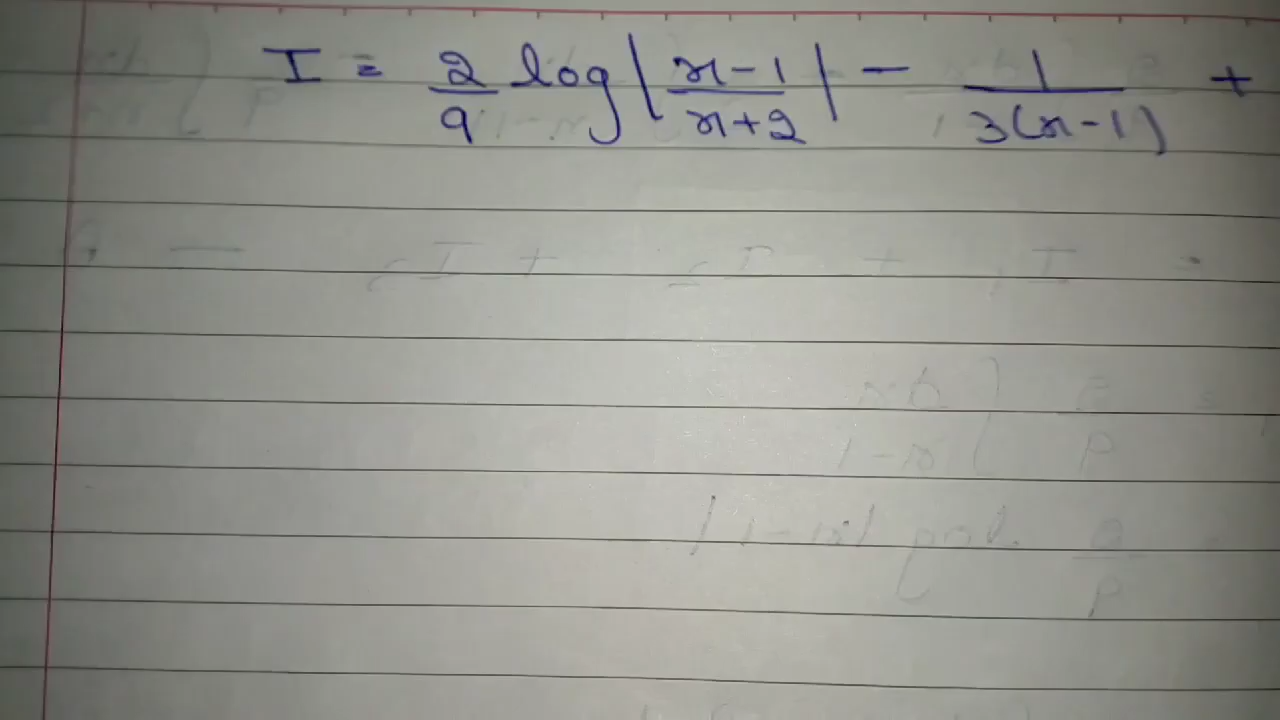 I = 2/9 log |x-1/x+2| - 1/3(x-1) +